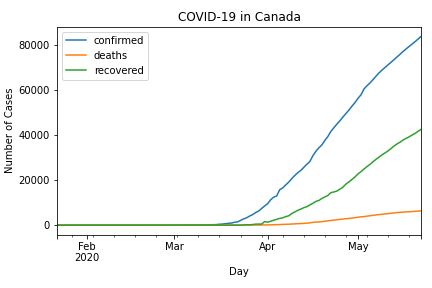 COVID-19 in Canada
confirmed
deaths
recovered
Number of Cases
80000
60000
40000
20000
0
Feb Mar Apr May
2020
Day